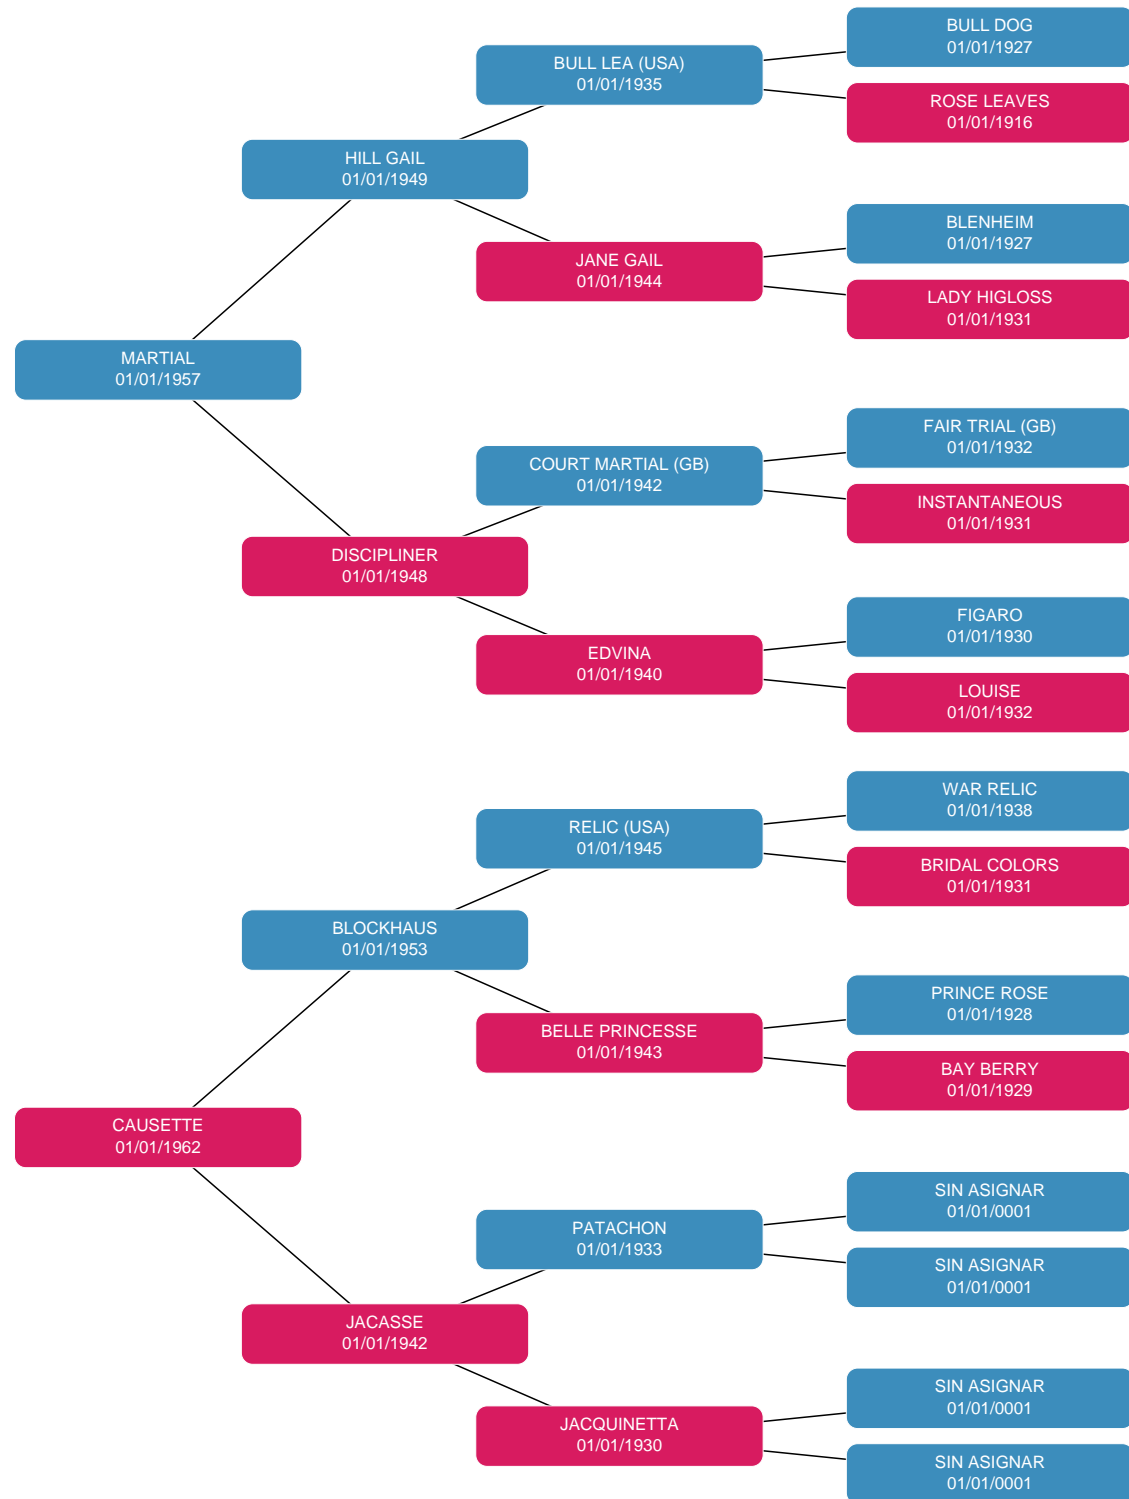 BULL DOG
01/01/1927
BULL LEA (USA)
01/01/1935
ROSE LEAVES
01/01/1916
HILL GAIL
01/01/1949
BLENHEIM
01/01/1927
JANE GAIL
01/01/1944
LADY HIGLOSS
01/01/1931
MARTIAL
01/01/1957
FAIR TRIAL (GB)
01/01/1932
COURT MARTIAL (GB)
01/01/1942
INSTANTANEOUS
01/01/1931
DISCIPLINER
01/01/1948
FIGARO
01/01/1930
EDVINA
01/01/1940
LOUISE
01/01/1932
WAR RELIC
01/01/1938
RELIC (USA)
01/01/1945
BRIDAL COLORS
01/01/1931
BLOCKHAUS
01/01/1953
PRINCE ROSE
01/01/1928
BELLE PRINCESSE
01/01/1943
BAY BERRY
01/01/1929
CAUSETTE
01/01/1962
SIN ASIGNAR
01/01/0001
PATACHON
01/01/1933
SIN ASIGNAR
01/01/0001
JACASSE
01/01/1942
SIN ASIGNAR
01/01/0001
JACQUINETTA
01/01/1930
SIN ASIGNAR
01/01/0001